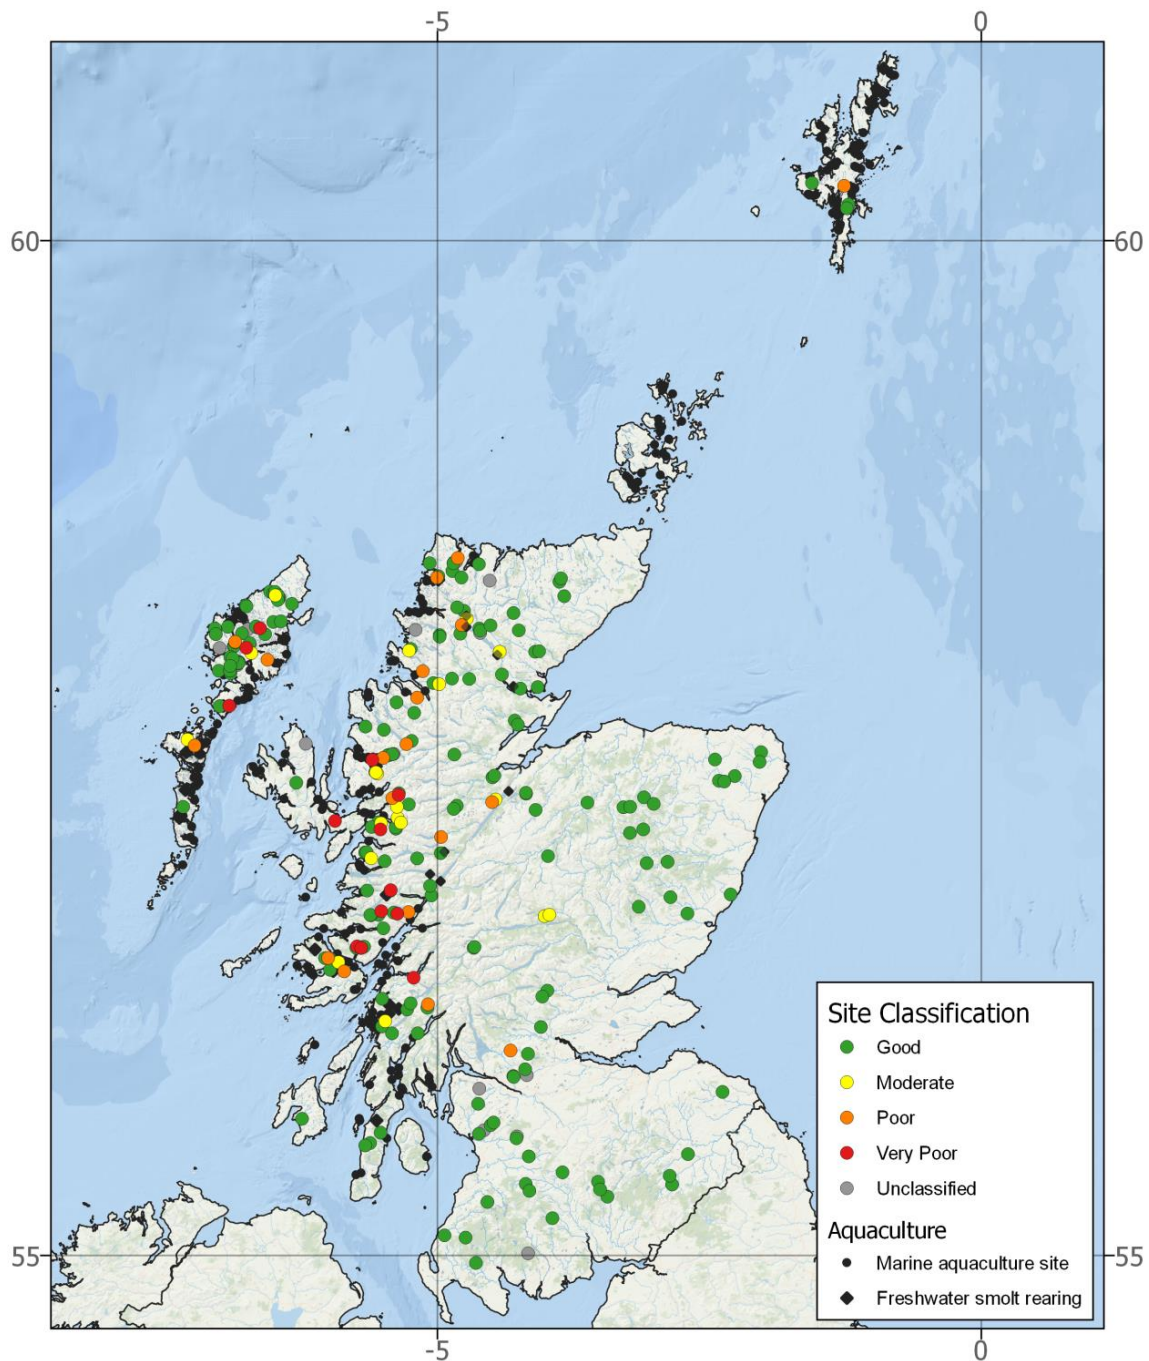 -5 0
60 60
55 55
Site Classification
Good
Moderate
Poor
Very Poor
Unclassified
Aquaculture
Marine aquaculture site
Freshwater smolt rearing
-5 0